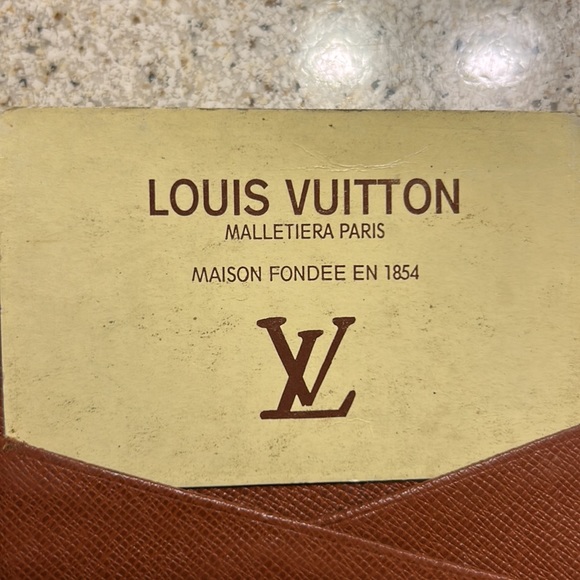 LOUIS VUITTON
MALLETIERA PARIS
MAISON FONDEE EN 1854
LV